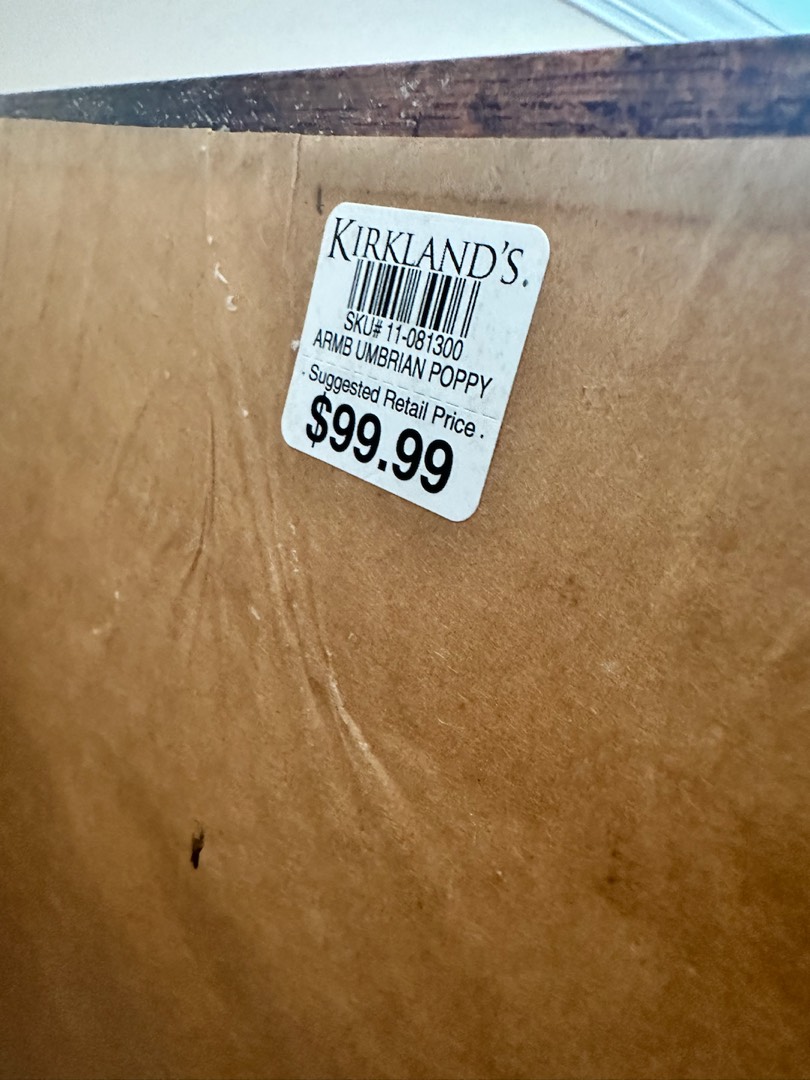 KIRKLAND'S.
SKU# 11-081300
ARMB UMBRIAN POPPY
. Suggested Retail Price .
$99.99